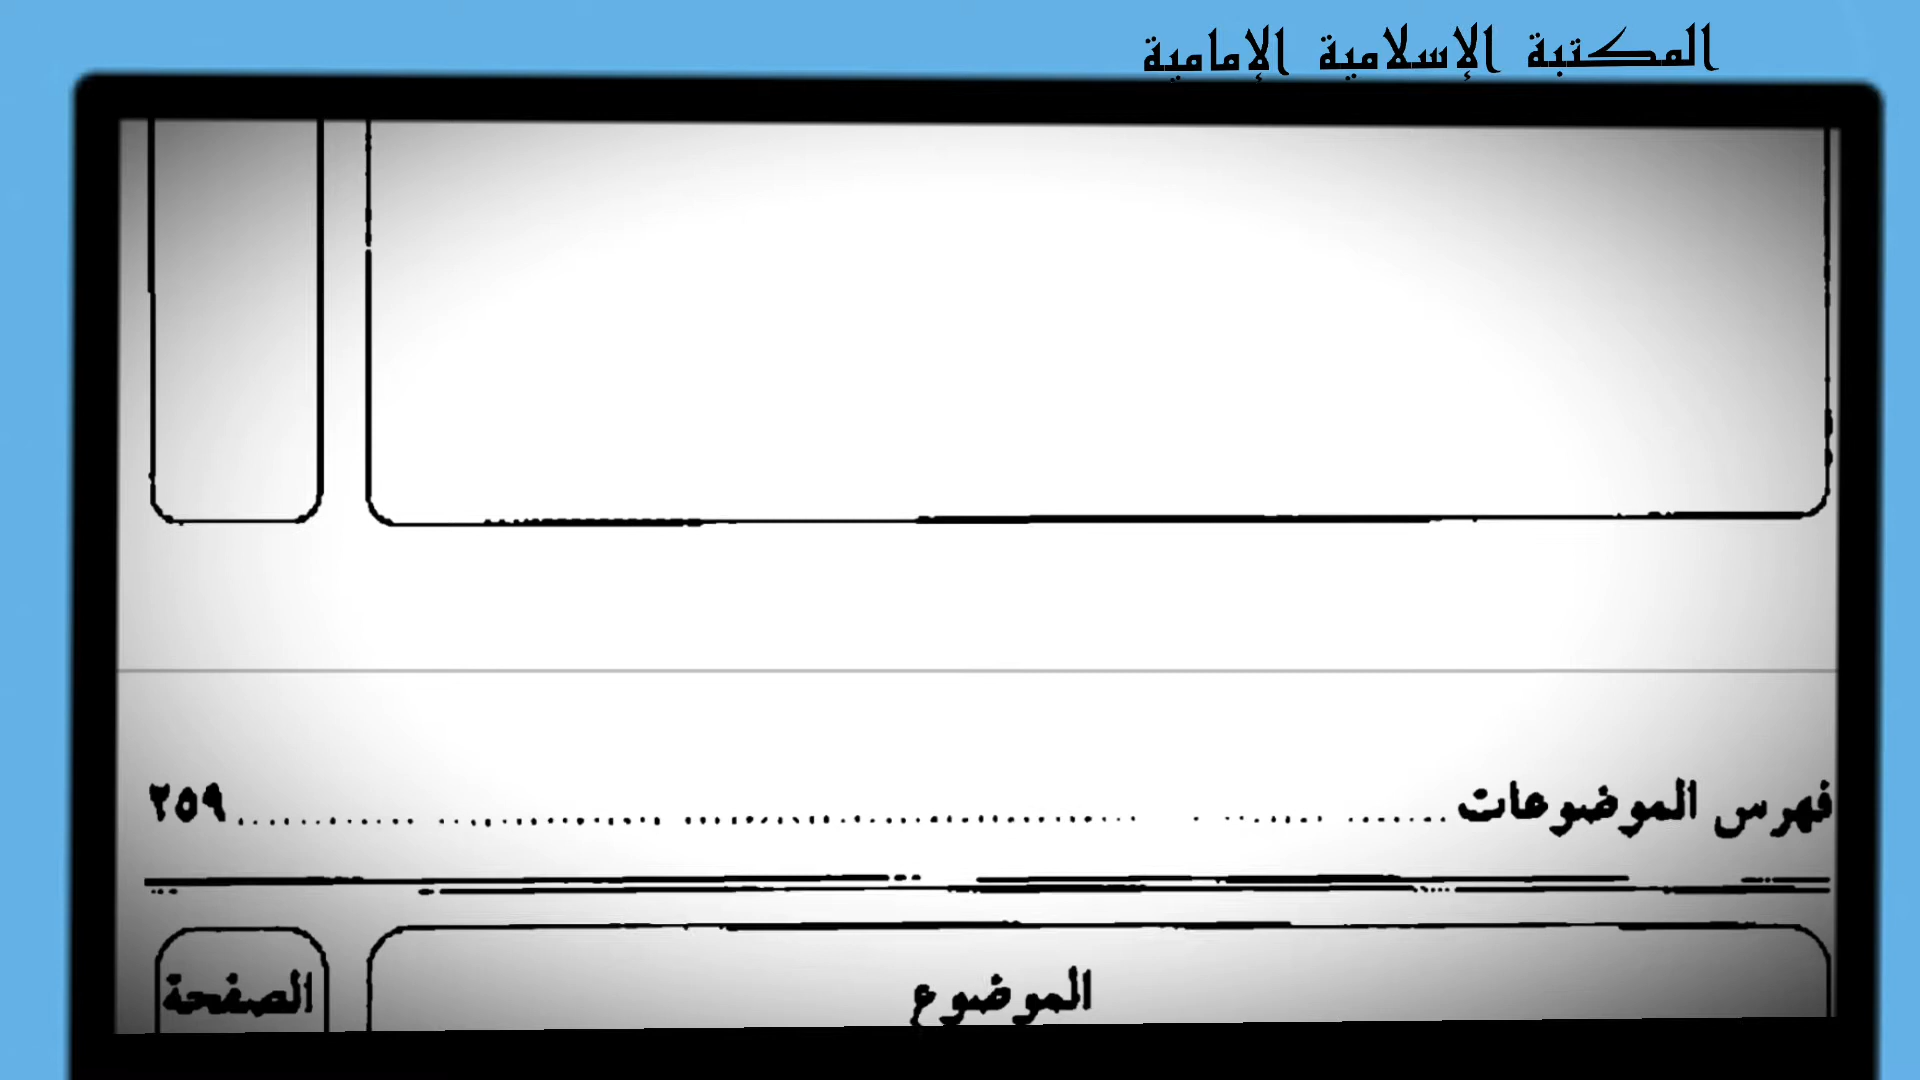 المكتبة الإسلامية الإمامية
فهرس الموضوعات ........................ ٢٥٩
الموضوع الصفحة